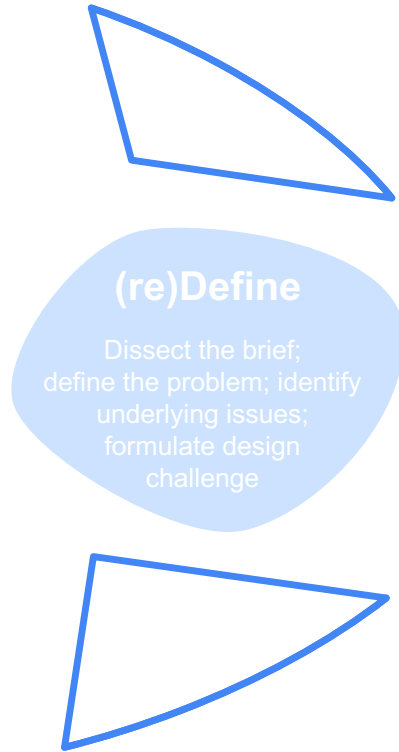 (re)Define
Dissect the brief;
define the problem; identify
underlying issues;
formulate design
challenge